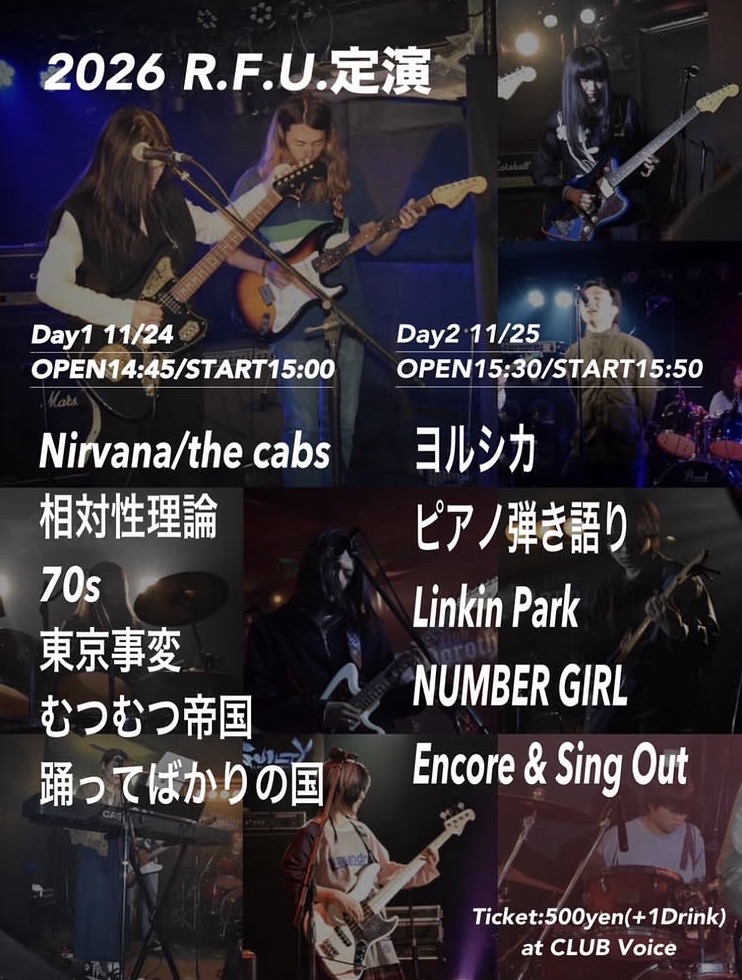 2026 R.F.U.定演
Day1 11/24
OPEN14:45/START15:00
Nirvana/the cabs
相対性理論
70s
東京事変
むつむつ帝国
踊ってばかりの国
Day2 11/25
OPEN15:30/START15:50
ヨルシカ
ピアノ弾き語り
Linkin Park
NUMBER GIRL
Encore & Sing Out
Ticket:500yen(+1Drink)
at CLUB Voice
Marshall
Mars
Pearl